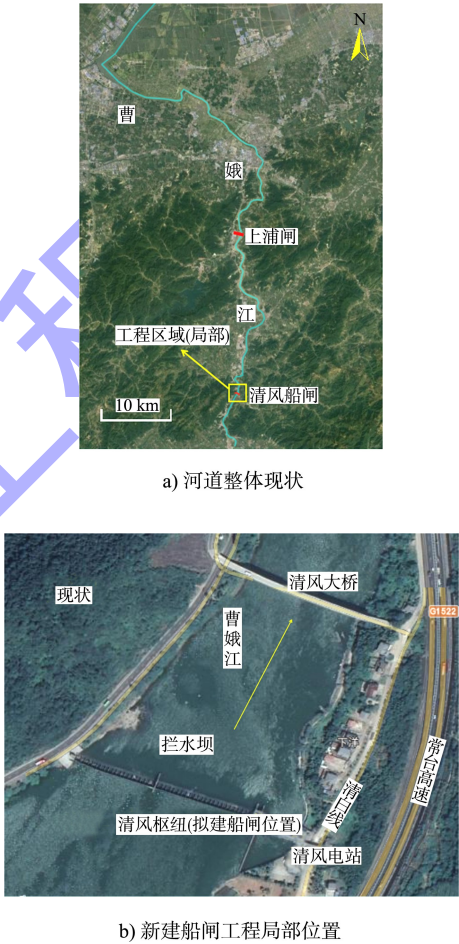 N
曹
娥
上浦闸
江
工程区域(局部)
清风船闸
10 km
a) 河道整体现状
清风大桥
现状
G1522
曹娥江
拦水坝
常台高速
清白线
清风枢纽(拟建船闸位置)
清风电站
b) 新建船闸工程局部位置
工程